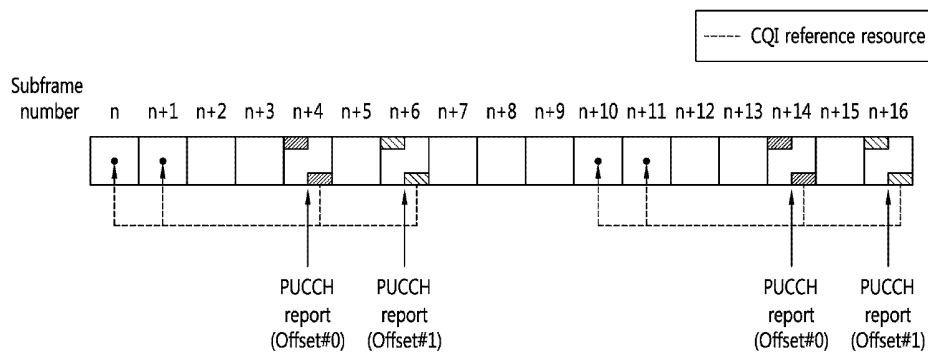 CQI reference resource
Subframe
number n n+1 n+2 n+3 n+4 n+5 n+6 n+7 n+8 n+9 n+10 n+11 n+12 n+13 n+14 n+15 n+16
PUCCH PUCCH PUCCH PUCCH
report report report report
(Offset#0) (Offset#1) (Offset#0) (Offset#1)